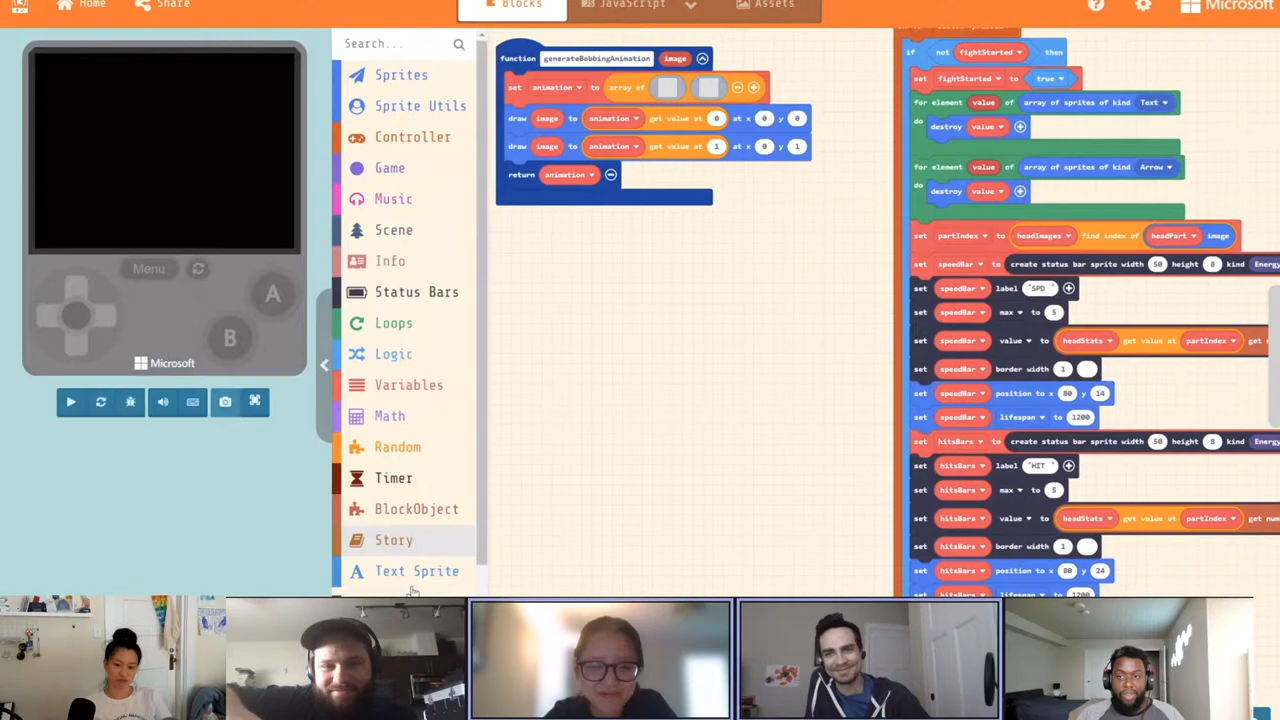 Home
Share
Blocks
JavaScript
Assets
Microsoft
Menu
A
B
Microsoft
Search...
Sprites
Sprite Utils
Controller
Game
Music
Scene
Info
Status Bars
Loops
Logic
Variables
Math
Random
Timer
BlockObject
Story
Text Sprite
function generateBobbingAnimation image
set animation to array of
draw image to animation get value at 0 at x 0 y 0
draw image to animation get value at 1 at x 0 y 1
return animation
if not fightStarted then
set fightStarted to true
for element value of array of sprites of kind Text
do destroy value
for element value of array of sprites of kind Arrow
do destroy value
set partIndex to headImages find index of headPart image
set speedBar to create status bar sprite width 50 height 8 kind Energy
set speedBar label "SPD "
set speedBar max to 5
set speedBar value to headStats get value at partIndex get
set speedBar border width 1
set speedBar position to x 80 y 14
set speedBar lifespan to 1200
set hitsBars to create status bar sprite width 50 height 8 kind Energy
set hitsBars label "HIT "
set hitsBars max to 5
set hitsBars value to headStats get value at partIndex get
set hitsBars border width 1
set hitsBars position to x 80 y 24
set hitsBars lifespan to 1200